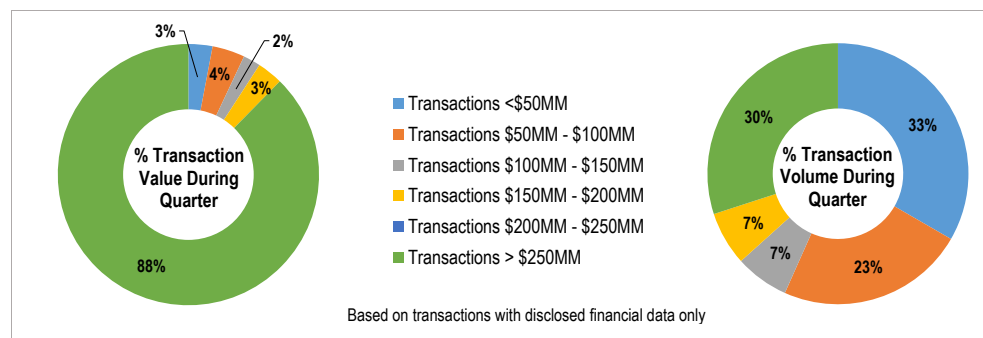 3%
2%
4%
3%
% Transaction
Value During
Quarter
88%
Transactions <$50MM
Transactions $50MM - $100MM
Transactions $100MM - $150MM
Transactions $150MM - $200MM
Transactions $200MM - $250MM
Transactions > $250MM
30%
33%
% Transaction
Volume During
Quarter
7%
7%
23%
Based on transactions with disclosed financial data only